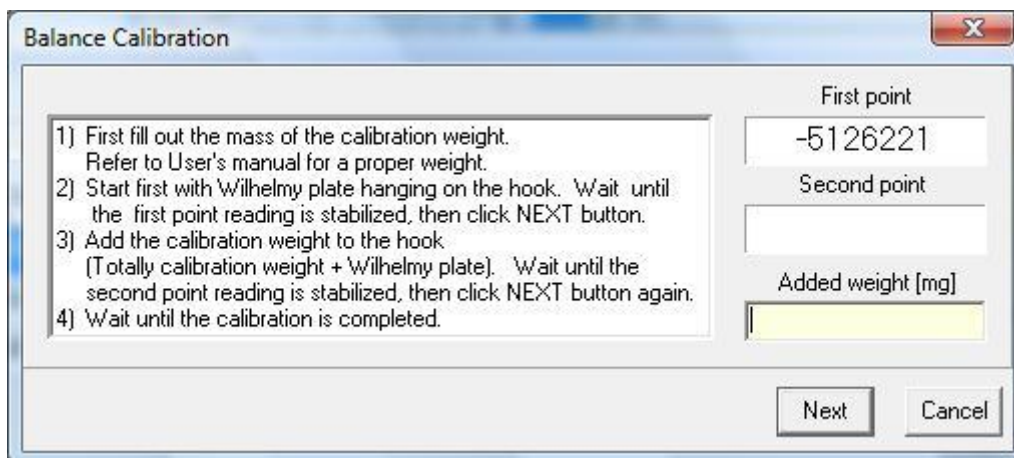 Balance Calibration
1) First fill out the mass of the calibration weight.
Refer to User's manual for a proper weight.
2) Start first with Wilhelmy plate hanging on the hook. Wait until
the first point reading is stabilized, then click NEXT button.
3) Add the calibration weight to the hook
(Totally calibration weight + Wilhelmy plate). Wait until the
second point reading is stabilized, then click NEXT button again.
4) Wait until the calibration is completed.
First point
-5126221
Second point
Added weight [mg]
Next
Cancel